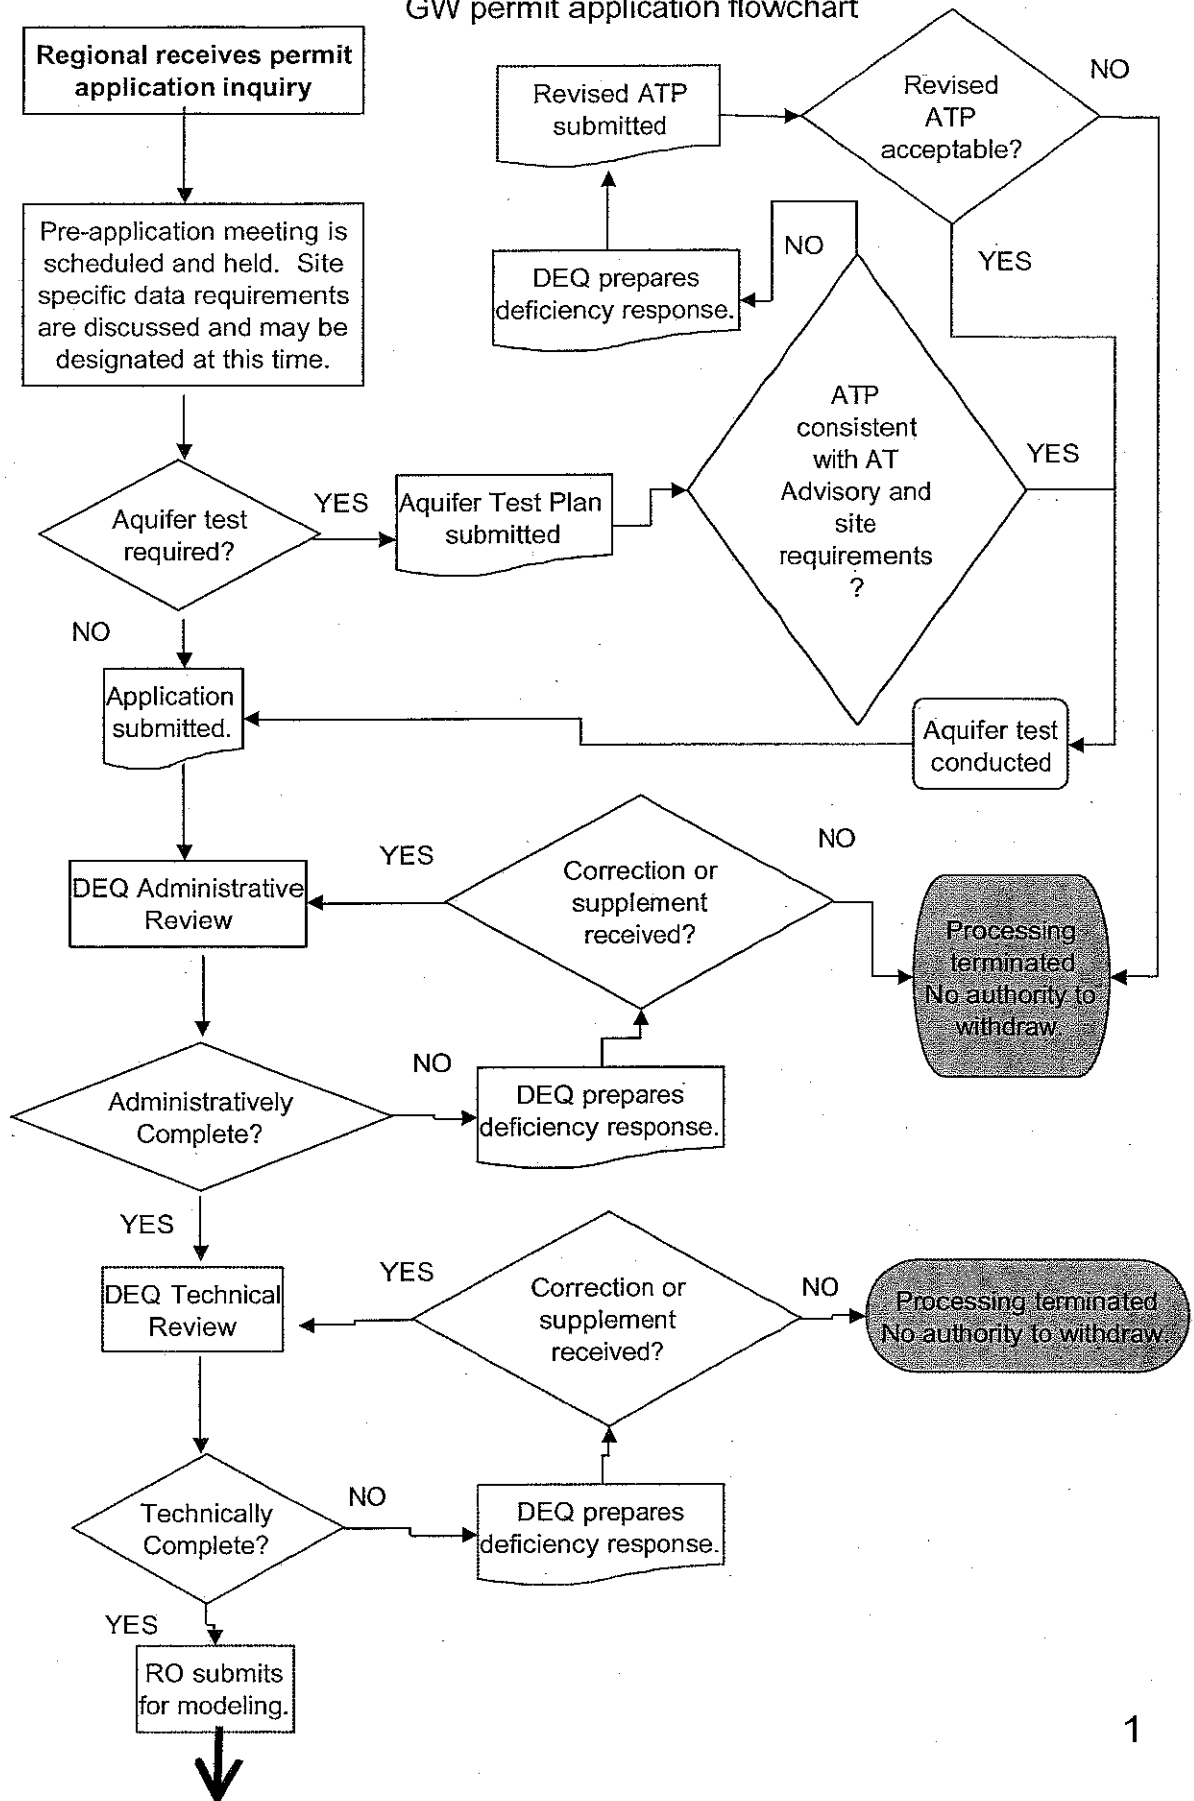 GW permit application flowchart
Regional receives permit
application inquiry
Revised ATP
submitted
Revised
ATP
acceptable?
NO
Pre-application meeting is
scheduled and held. Site
specific data requirements
are discussed and may be
designated at this time.
DEQ prepares
deficiency response.
NO
YES
ATP
consistent
with AT
Advisory and
site
requirements
?
YES
Aquifer test
required?
YES
Aquifer Test Plan
submitted
NO
Application
submitted.
Aquifer test
conducted
DEQ Administrative
Review
YES
Correction or
supplement
received?
NO
Processing
terminated
No authority to
withdraw.
Administratively
Complete?
NO
DEQ prepares
deficiency response.
YES
DEQ Technical
Review
YES
Correction or
supplement
received?
NO
Processing terminated
No authority to withdraw.
Technically
Complete?
NO
DEQ prepares
deficiency response.
YES
RO submits
for modeling.
1